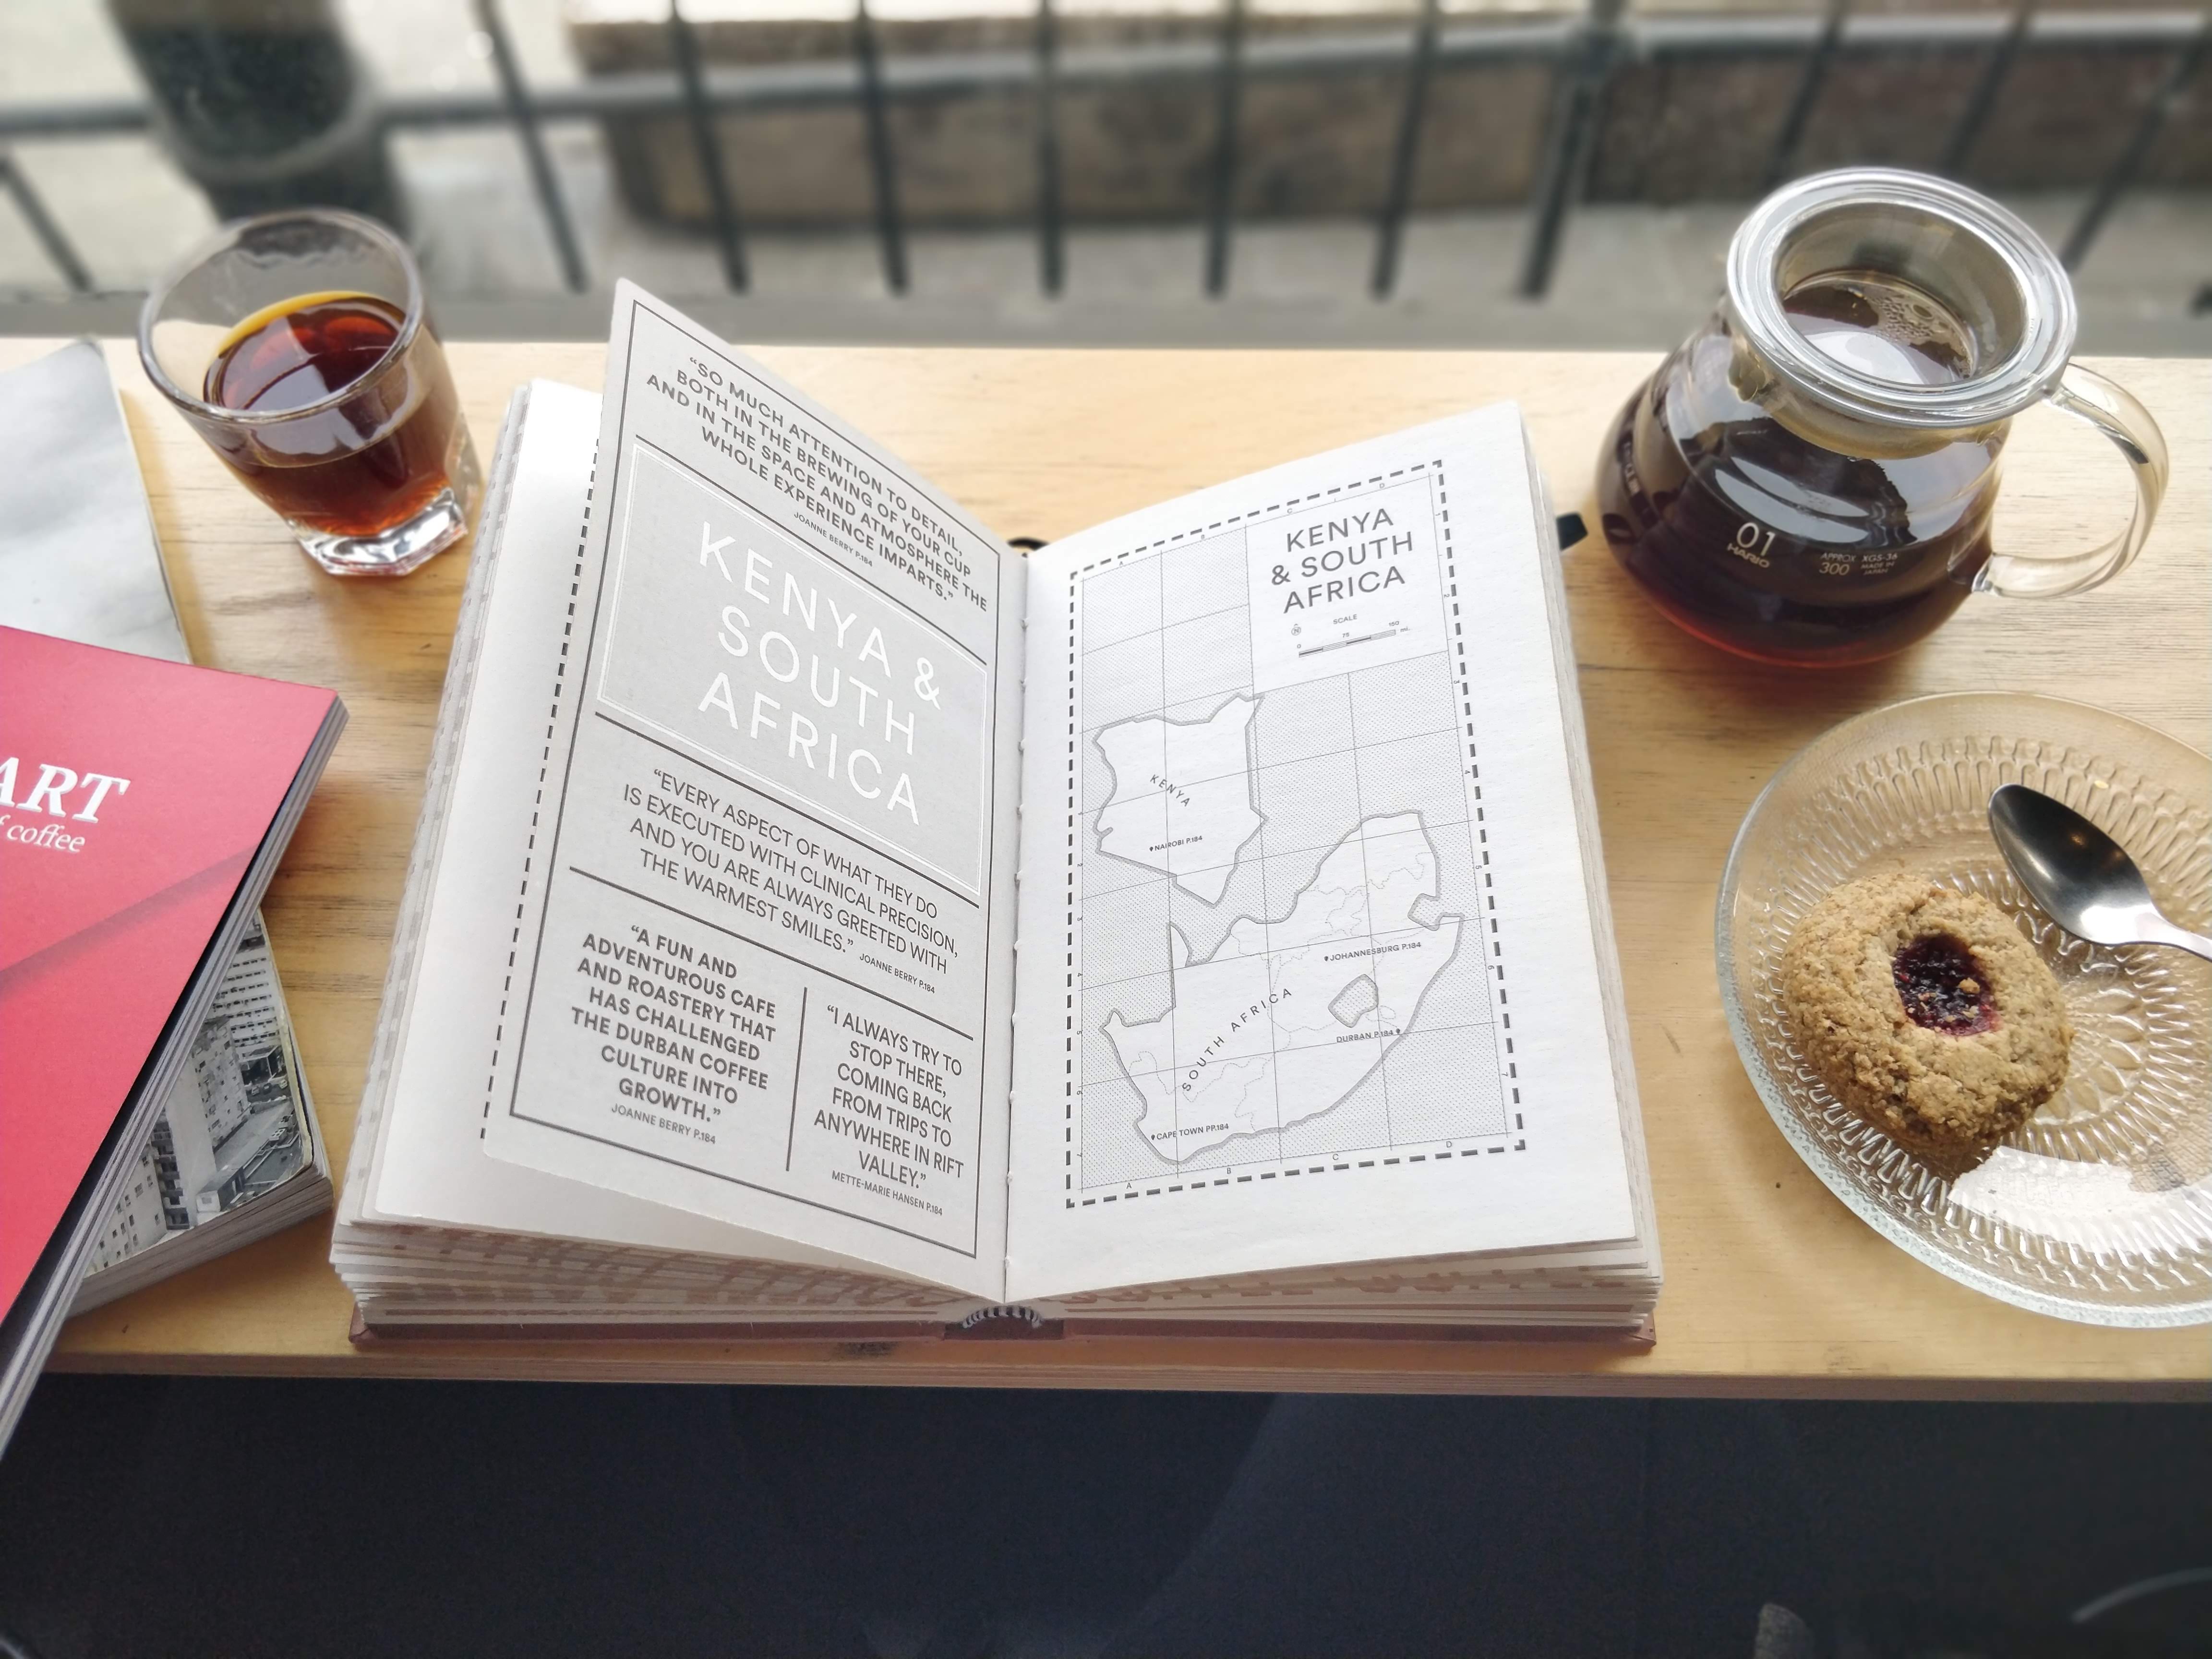 “SO MUCH ATTENTION TO DETAIL,
BOTH IN THE BREWING OF YOUR CUP
AND IN THE SPACE AND ATMOSPHERE THE
WHOLE EXPERIENCE IMPARTS.”
JOANNE BERRY P.184
KENYA &
SOUTH
AFRICA
“EVERY ASPECT OF WHAT THEY DO
IS EXECUTED WITH CLINICAL PRECISION,
AND YOU ARE ALWAYS GREETED WITH
THE WARMEST SMILES.”
JOANNE BERRY P.184
“A FUN AND
ADVENTUROUS CAFE
AND ROASTERY THAT
HAS CHALLENGED
THE DURBAN COFFEE
CULTURE INTO
GROWTH.”
JOANNE BERRY P.184
“I ALWAYS TRY TO
STOP THERE,
COMING BACK
FROM TRIPS TO
ANYWHERE IN RIFT
VALLEY.”
METTE-MARIE HANSEN P.184
KENYA
& SOUTH
AFRICA
SCALE
0 75 150 mi.
KENYA
NAIROBI P.184
JOHANNESBURG P.184
SOUTH AFRICA
DURBAN P.184
CAPE TOWN PP.184
A B C D
ART
coffee
01
HARIO
APPROX
300
XGS-36
MADE IN
JAPAN